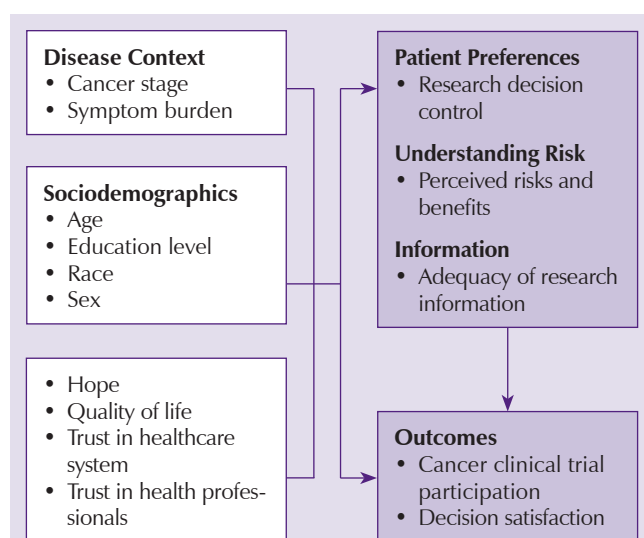 Disease Context
• Cancer stage
• Symptom burden
Sociodemographics
• Age
• Education level
• Race
• Sex
• Hope
• Quality of life
• Trust in healthcare
system
• Trust in health profes-
sionals
Patient Preferences
• Research decision
control
Understanding Risk
• Perceived risks and
benefits
Information
• Adequacy of research
information
Outcomes
• Cancer clinical trial
participation
• Decision satisfaction